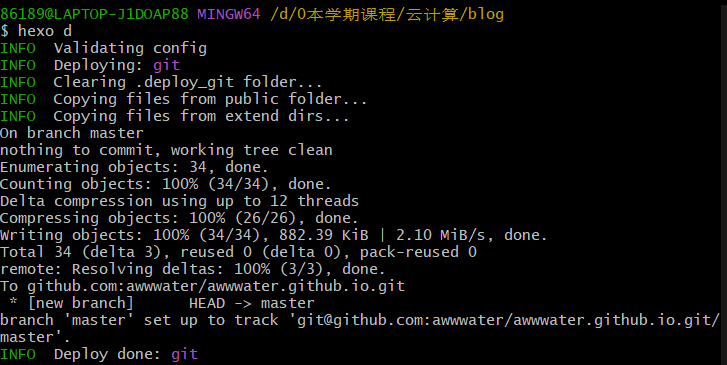 86189@LAPTOP-J1DOAP88 MINGW64 /d/0本学期课程/云计算/blog
$ hexo d
INFO  Validating config
INFO  Deploying: git
INFO  Clearing .deploy_git folder...
INFO  Copying files from public folder...
INFO  Copying files from extend dirs...
On branch master
nothing to commit, working tree clean
Enumerating objects: 34, done.
Counting objects: 100% (34/34), done.
Delta compression using up to 12 threads
Compressing objects: 100% (26/26), done.
Writing objects: 100% (34/34), 882.39 KiB | 2.10 MiB/s, done.
Total 34 (delta 3), reused 0 (delta 0), pack-reused 0
remote: Resolving deltas: 100% (3/3), done.
To github.com:awwwater/awwwater.github.io.git
 * [new branch]      HEAD -> master
branch 'master' set up to track 'git@github.com:awwwater/awwwater.github.io.git/
master'.
INFO  Deploy done: git